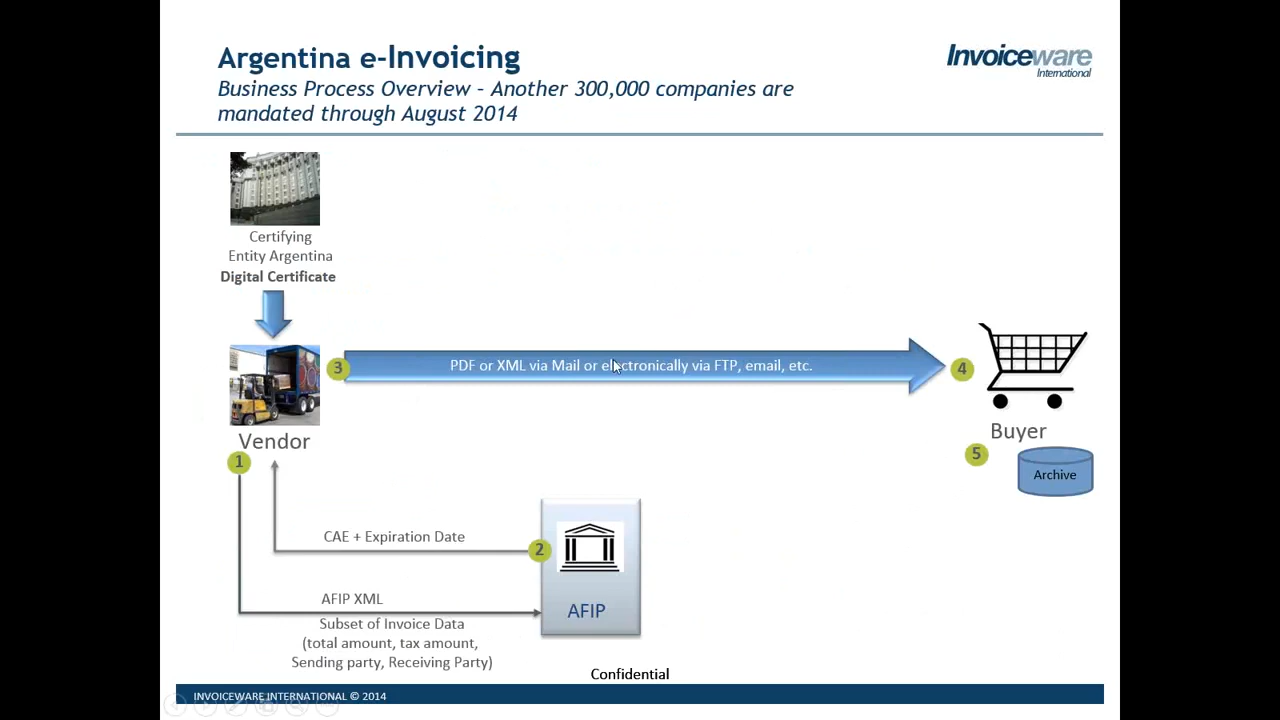 Argentina e-Invoicing
Business Process Overview – Another 300,000 companies are
mandated through August 2014
Invoiceware
International
Certifying
Entity Argentina
Digital Certificate
3
PDF or XML via Mail or electronically via FTP, email, etc.
4
Vendor
Buyer
1
5
Archive
CAE + Expiration Date
2
AFIP XML
AFIP
Subset of Invoice Data
(total amount, tax amount,
Sending party, Receiving Party)
Confidential
INVOICEWARE INTERNATIONAL © 2014